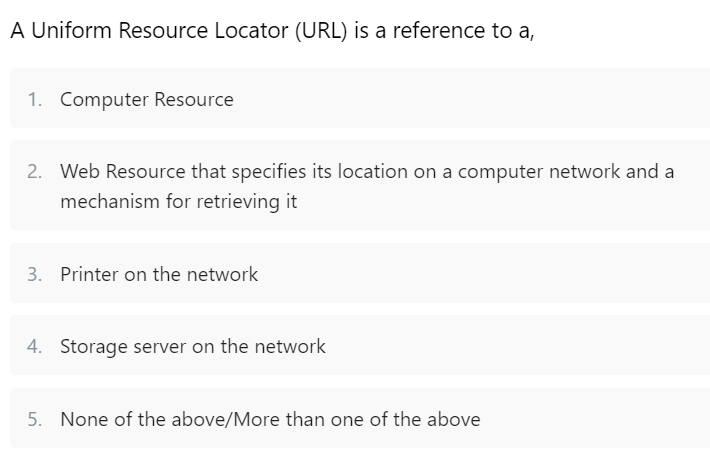 A Uniform Resource Locator (URL) is a reference to a,
1. Computer Resource
2. Web Resource that specifies its location on a computer network and a
mechanism for retrieving it
3. Printer on the network
4. Storage server on the network
5. None of the above/More than one of the above